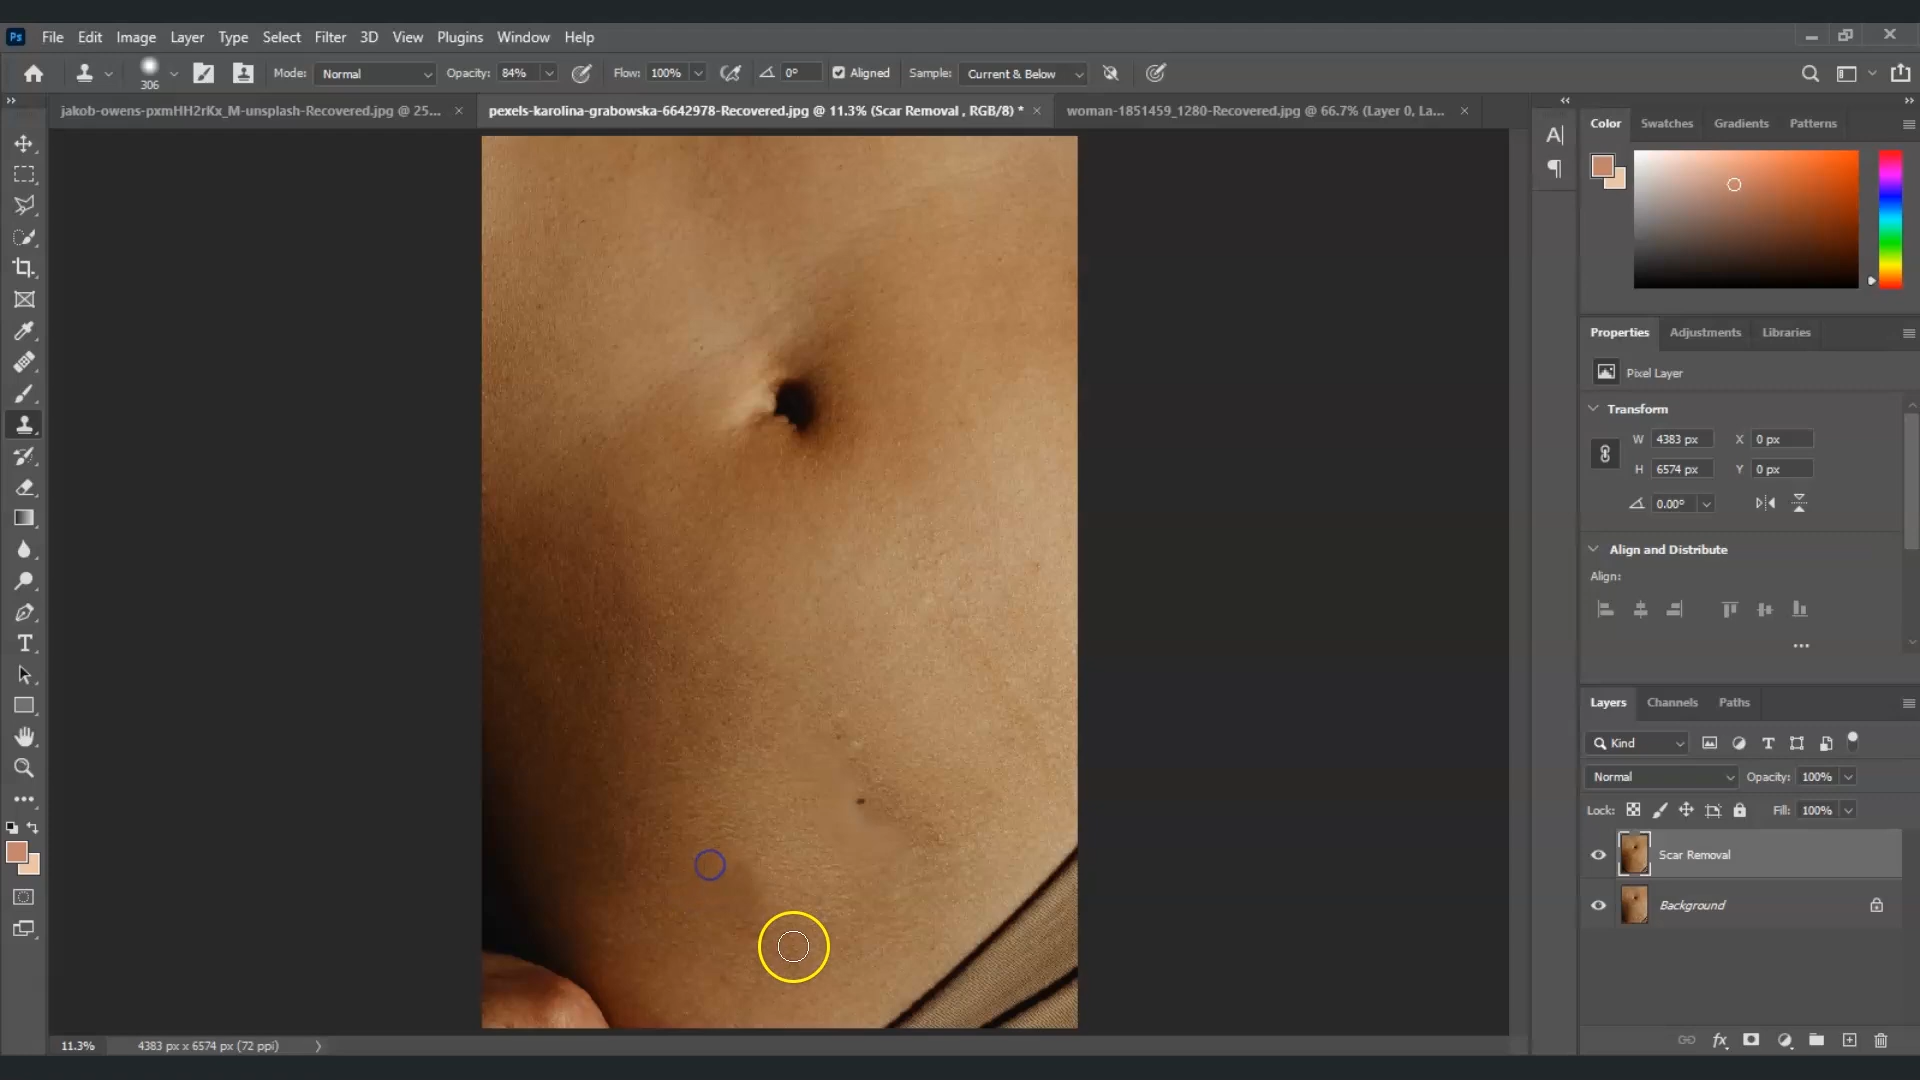 Ps File Edit Image Layer Type Select Filter 3D View Plugins Window Help
306 Mode: Normal Opacity: 84% Flow: 100% 0° Aligned Sample: Current & Below
jakob-owens-pxmHH2rKx_M-unsplash-Recovered.jpg @ 25... × pexels-karolina-grabowska-6642978-Recovered.jpg @ 11.3% (Scar Removal , RGB/8) * × woman-1851459_1280-Recovered.jpg @ 66.7% (Layer 0, La... ×
Color Swatches Gradients Patterns
Properties Adjustments Libraries
Pixel Layer
Transform
W 4383 px X 0 px
H 6574 px Y 0 px
0.00°
Align and Distribute
Align:
Layers Channels Paths
Kind
Normal Opacity: 100%
Lock: Fill: 100%
Scar Removal
Background
11.3% 4383 px x 6574 px (72 ppi)